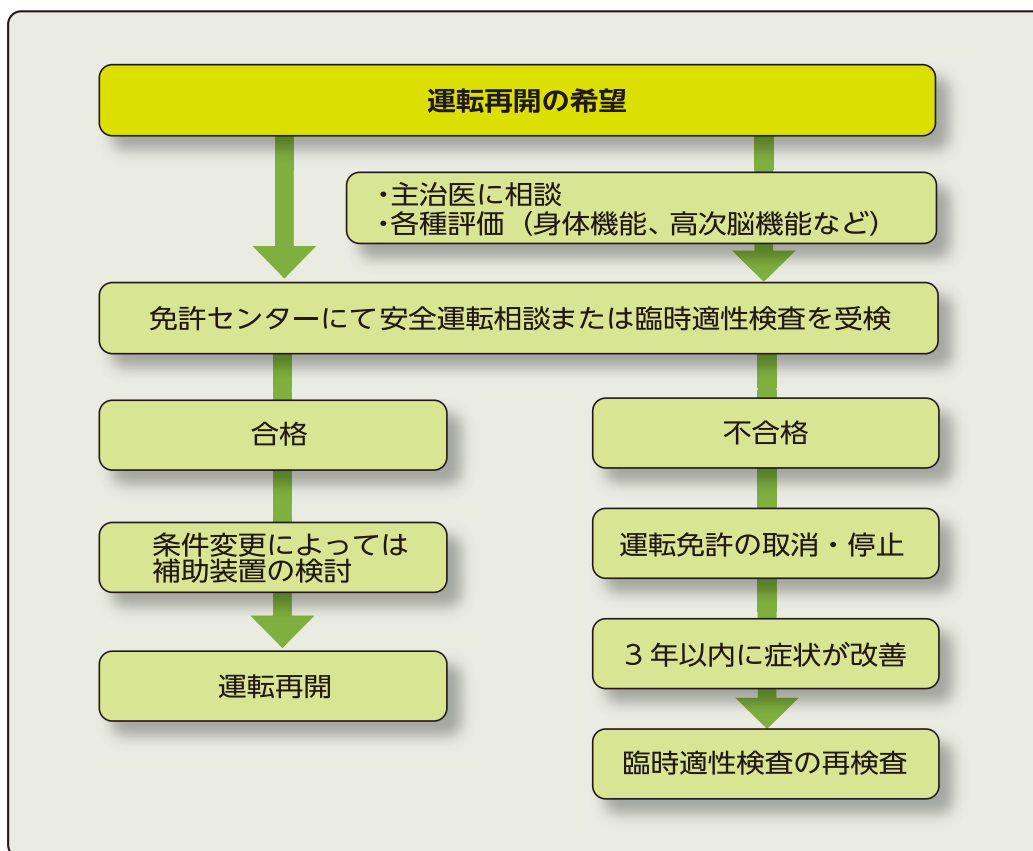 運転再開の希望
・主治医に相談
・各種評価（身体機能、高次脳機能など）
免許センターにて安全運転相談または臨時適性検査を受検
合格
不合格
条件変更によっては
補助装置の検討
運転免許の取消・停止
3年以内に症状が改善
運転再開
臨時適性検査の再検査